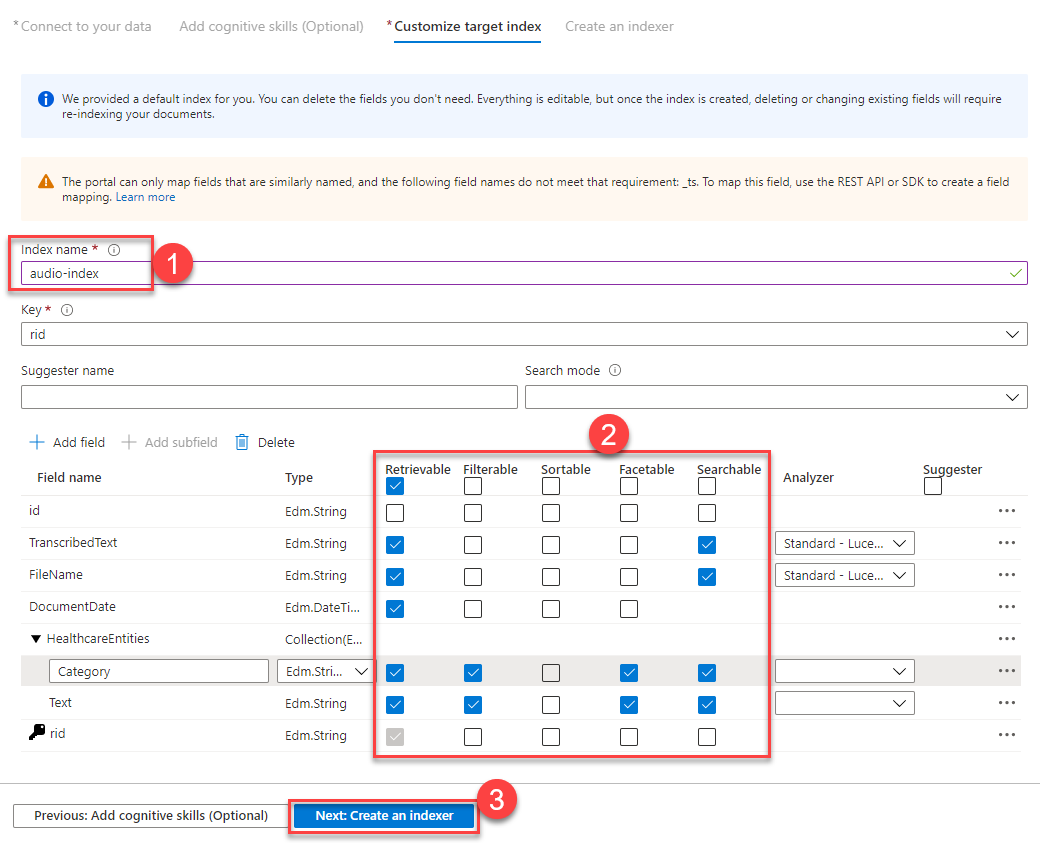 *Connect to your data Add cognitive skills (Optional) *Customize target index Create an indexer
We provided a default index for you. You can delete the fields you don't need. Everything is editable, but once the index is created, deleting or changing existing fields will require
re-indexing your documents.
The portal can only map fields that are similarly named, and the following field names do not meet that requirement: _ts. To map this field, use the REST API or SDK to create a field
mapping. Learn more
Index name *
1
audio-index
Key *
rid
Suggester name Search mode
2
Add field Add subfield Delete
Field name Type Retrievable Filterable Sortable Facetable Searchable Analyzer Suggester
id Edm.String ...
TranscribedText Edm.String Standard - Luce... ...
FileName Edm.String Standard - Luce... ...
DocumentDate Edm.DateTi... ...
HealthcareEntities Collection(E... ...
Category Edm.Stri... ...
Text Edm.String ...
rid Edm.String ...
3
Previous: Add cognitive skills (Optional) Next: Create an indexer